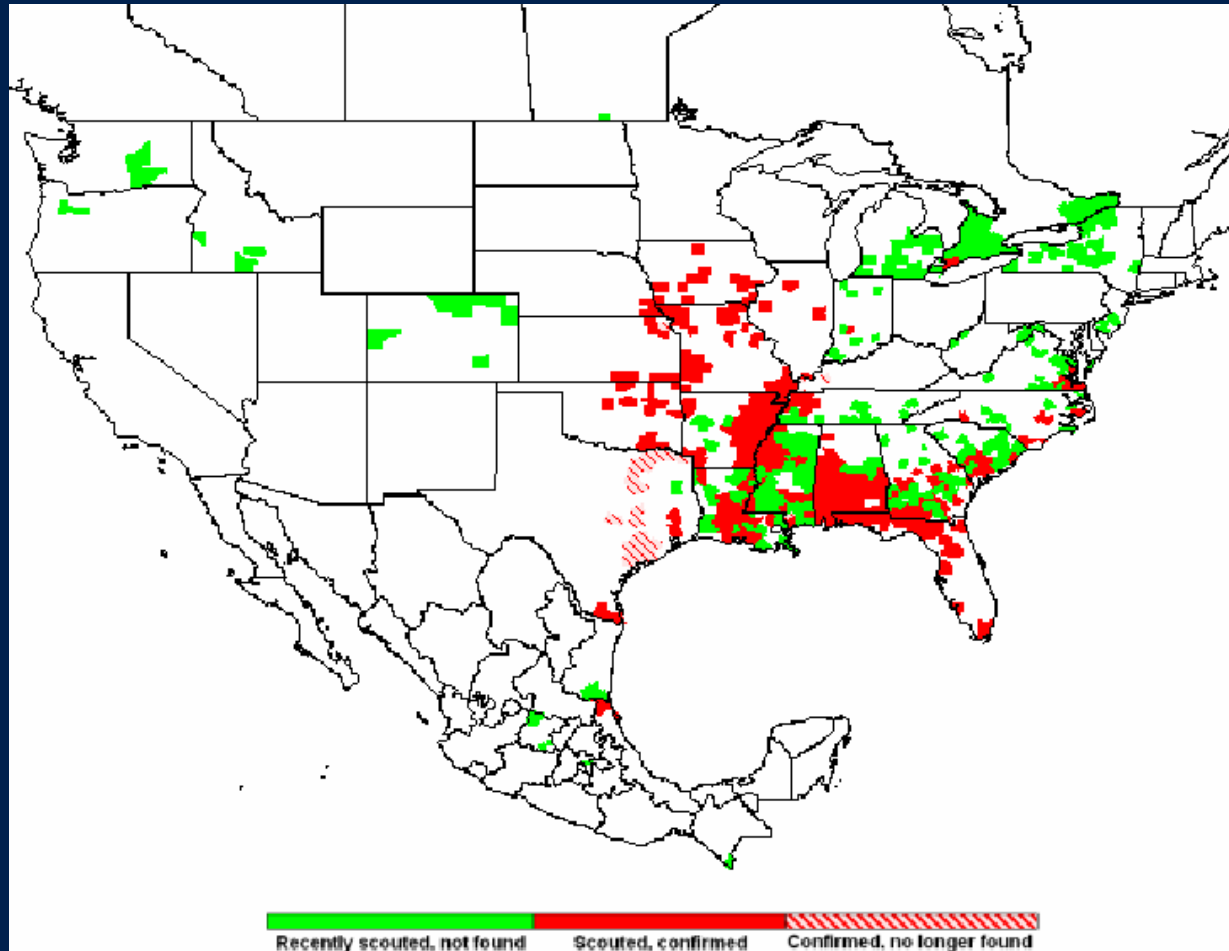 Recently scouted, not found
Scouted, confirmed
Confirmed, no longer found